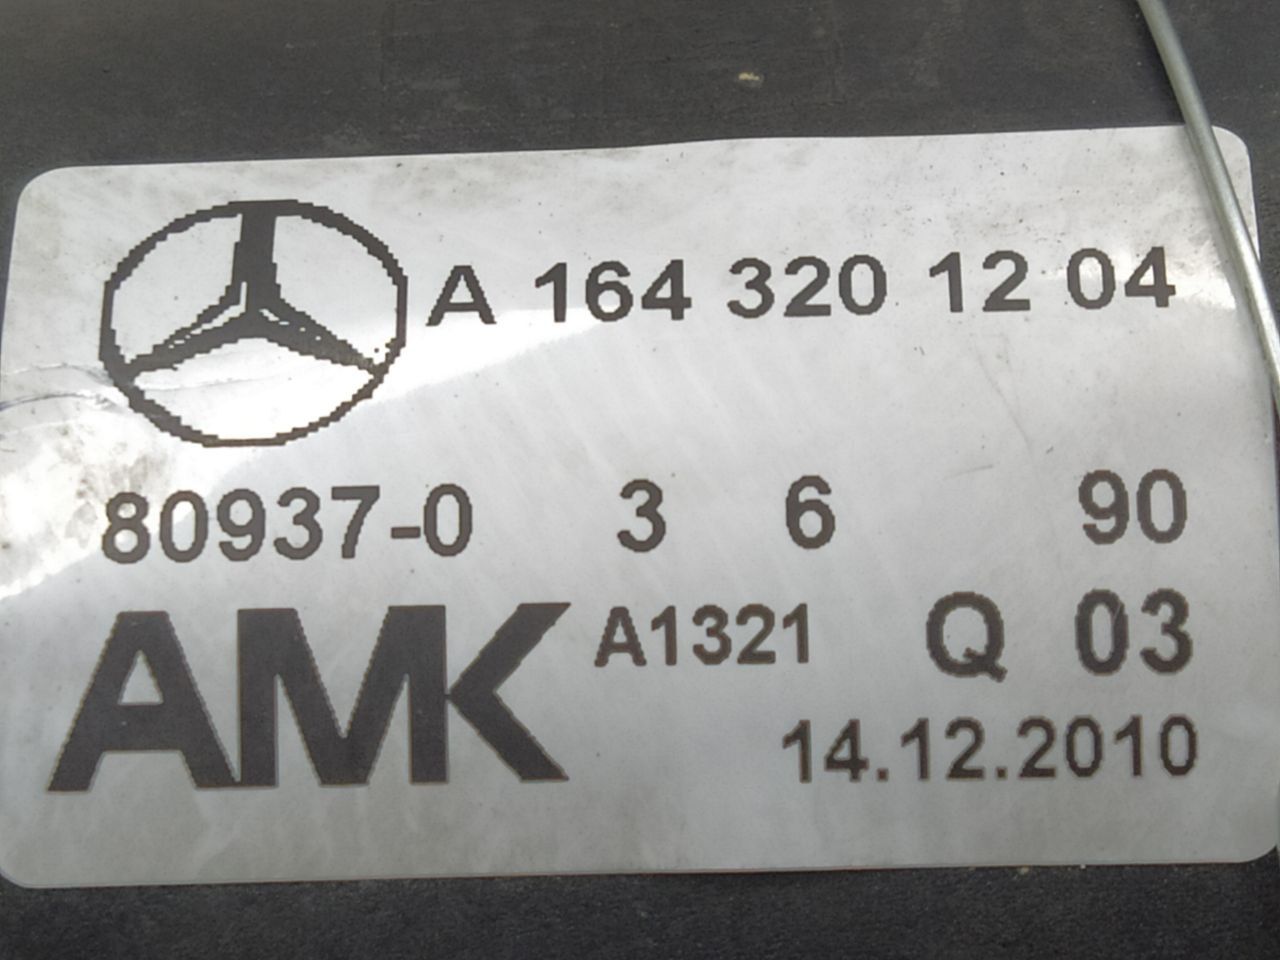 A 164 320 12 04
80937-0 3 6 90
AMK A1321 Q 03
14.12.2010